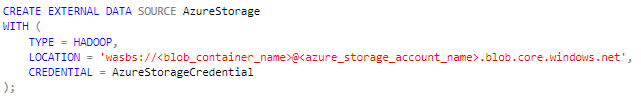 CREATE EXTERNAL DATA SOURCE AzureStorage
WITH (
    TYPE = HADOOP,
    LOCATION = 'wasbs://<blob_container_name>@<azure_storage_account_name>.blob.core.windows.net',
    CREDENTIAL = AzureStorageCredential
);